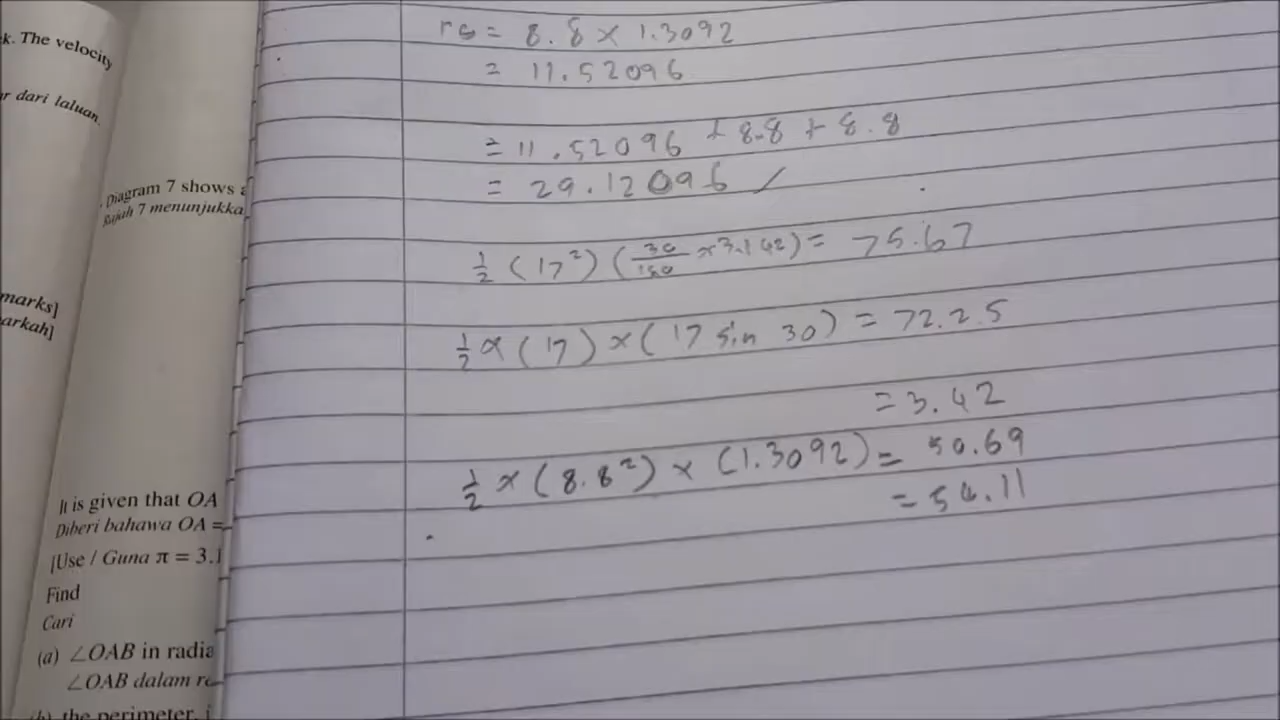 k. The velocity
r dari laluan.
Diagram 7 shows
Rajah 7 menunjukka
marks]
arkah]
It is given that OA
Diberi bahawa OA =
[Use / Guna π = 3.1
Find
Cari
(a) ∠OAB in radia
∠OAB dalam r
the perimeter, i
rθ = 8.8 × 1.3092
= 11.52096
= 11.52096 + 8.8 + 8.8
= 29.12096 /
1/2 (17²) (30/180 × 3.142) = 75.67
1/2 × (17) × (17 sin 30) = 72.25
= 3.42
1/2 × (8.8²) × (1.3092) = 50.69
= 54.11